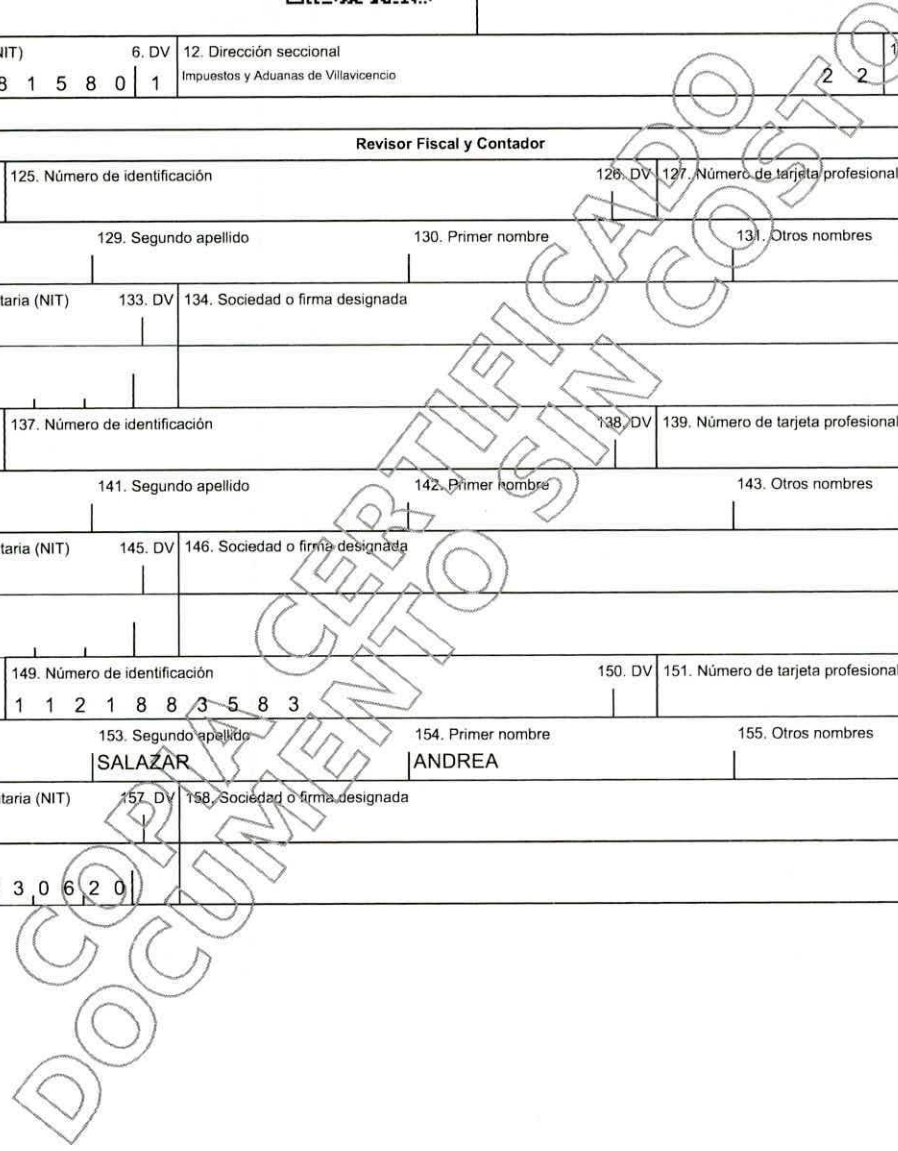 NIT) 6. DV 12. Dirección seccional
8 1 5 8 0 1 Impuestos y Aduanas de Villavicencio 2 2
Revisor Fiscal y Contador
125. Número de identificación 126. DV 127. Número de tarjeta profesional
129. Segundo apellido 130. Primer nombre 131. Otros nombres
taria (NIT) 133. DV 134. Sociedad o firma designada
137. Número de identificación 138. DV 139. Número de tarjeta profesional
141. Segundo apellido 142. Primer nombre 143. Otros nombres
taria (NIT) 145. DV 146. Sociedad o firma designada
149. Número de identificación 150. DV 151. Número de tarjeta profesional
1 1 2 1 8 8 3 5 8 3
153. Segundo apellido 154. Primer nombre 155. Otros nombres
SALAZAR ANDREA
taria (NIT) 157. DV 158. Sociedad o firma designada
3 0 6 2 0
COPIA CERTIFICADO
DOCUMENTO SIN COSTO